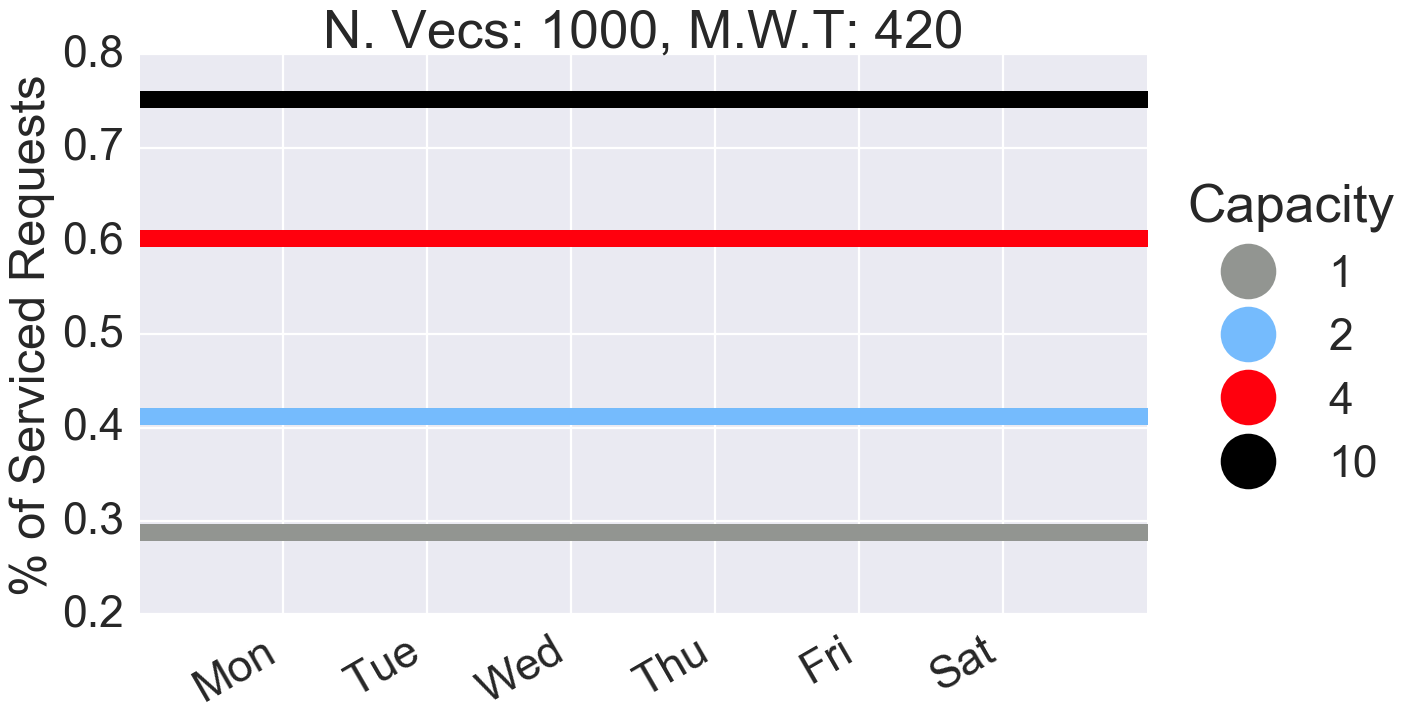 N. Vecs: 1000, M.W.T: 420
% of Serviced Requests
0.8
0.7
0.6
0.5
0.4
0.3
0.2
Mon
Tue
Wed
Thu
Fri
Sat
Capacity
1
2
4
10